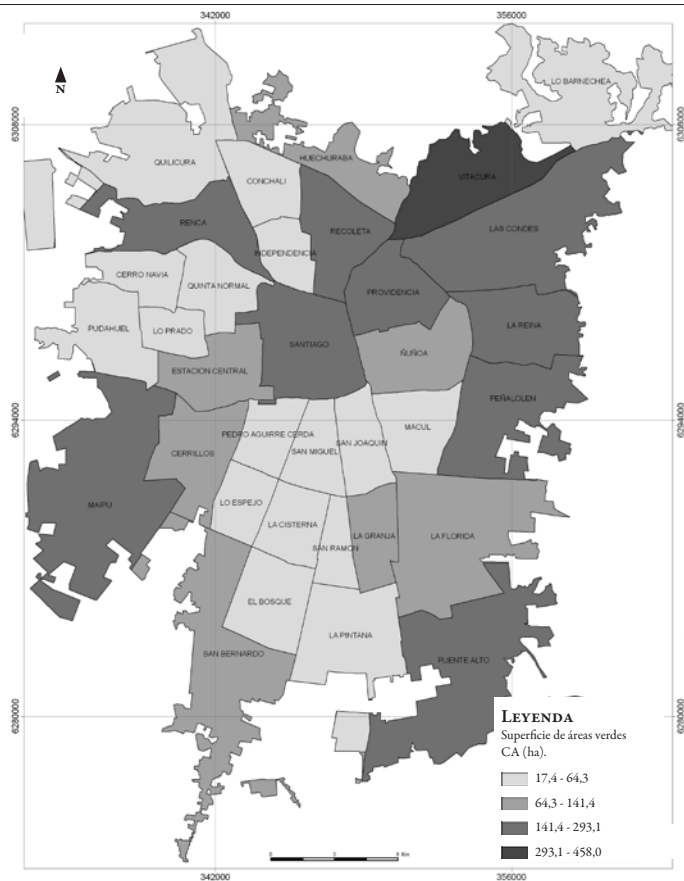 342000
356000
N
LO BARNECHEA
6308000
6308000
HUECHURABA
QUILICURA
VITACURA
CONCHALI
RENCA
LAS CONDES
RECOLETA
INDEPENDENCIA
CERRO NAVIA
QUINTA NORMAL
PROVIDENCIA
LA REINA
PUDAHUEL
LO PRADO
SANTIAGO
ÑUÑOA
ESTACION CENTRAL
PEÑALOLEN
6294000
6294000
MACUL
PEDRO AGUIRRE CERDA
SAN JOAQUIN
SAN MIGUEL
CERRILLOS
LO ESPEJO
MAIPU
LA CISTERNA
LA GRANJA
LA FLORIDA
SAN RAMON
EL BOSQUE
LA PINTANA
SAN BERNARDO
PUENTE ALTO
6280000
6280000
LEYENDA
Superficie de áreas verdes
CA (ha).
17,4 - 64,3
64,3 - 141,4
141,4 - 293,1
293,1 - 458,0
342000
356000